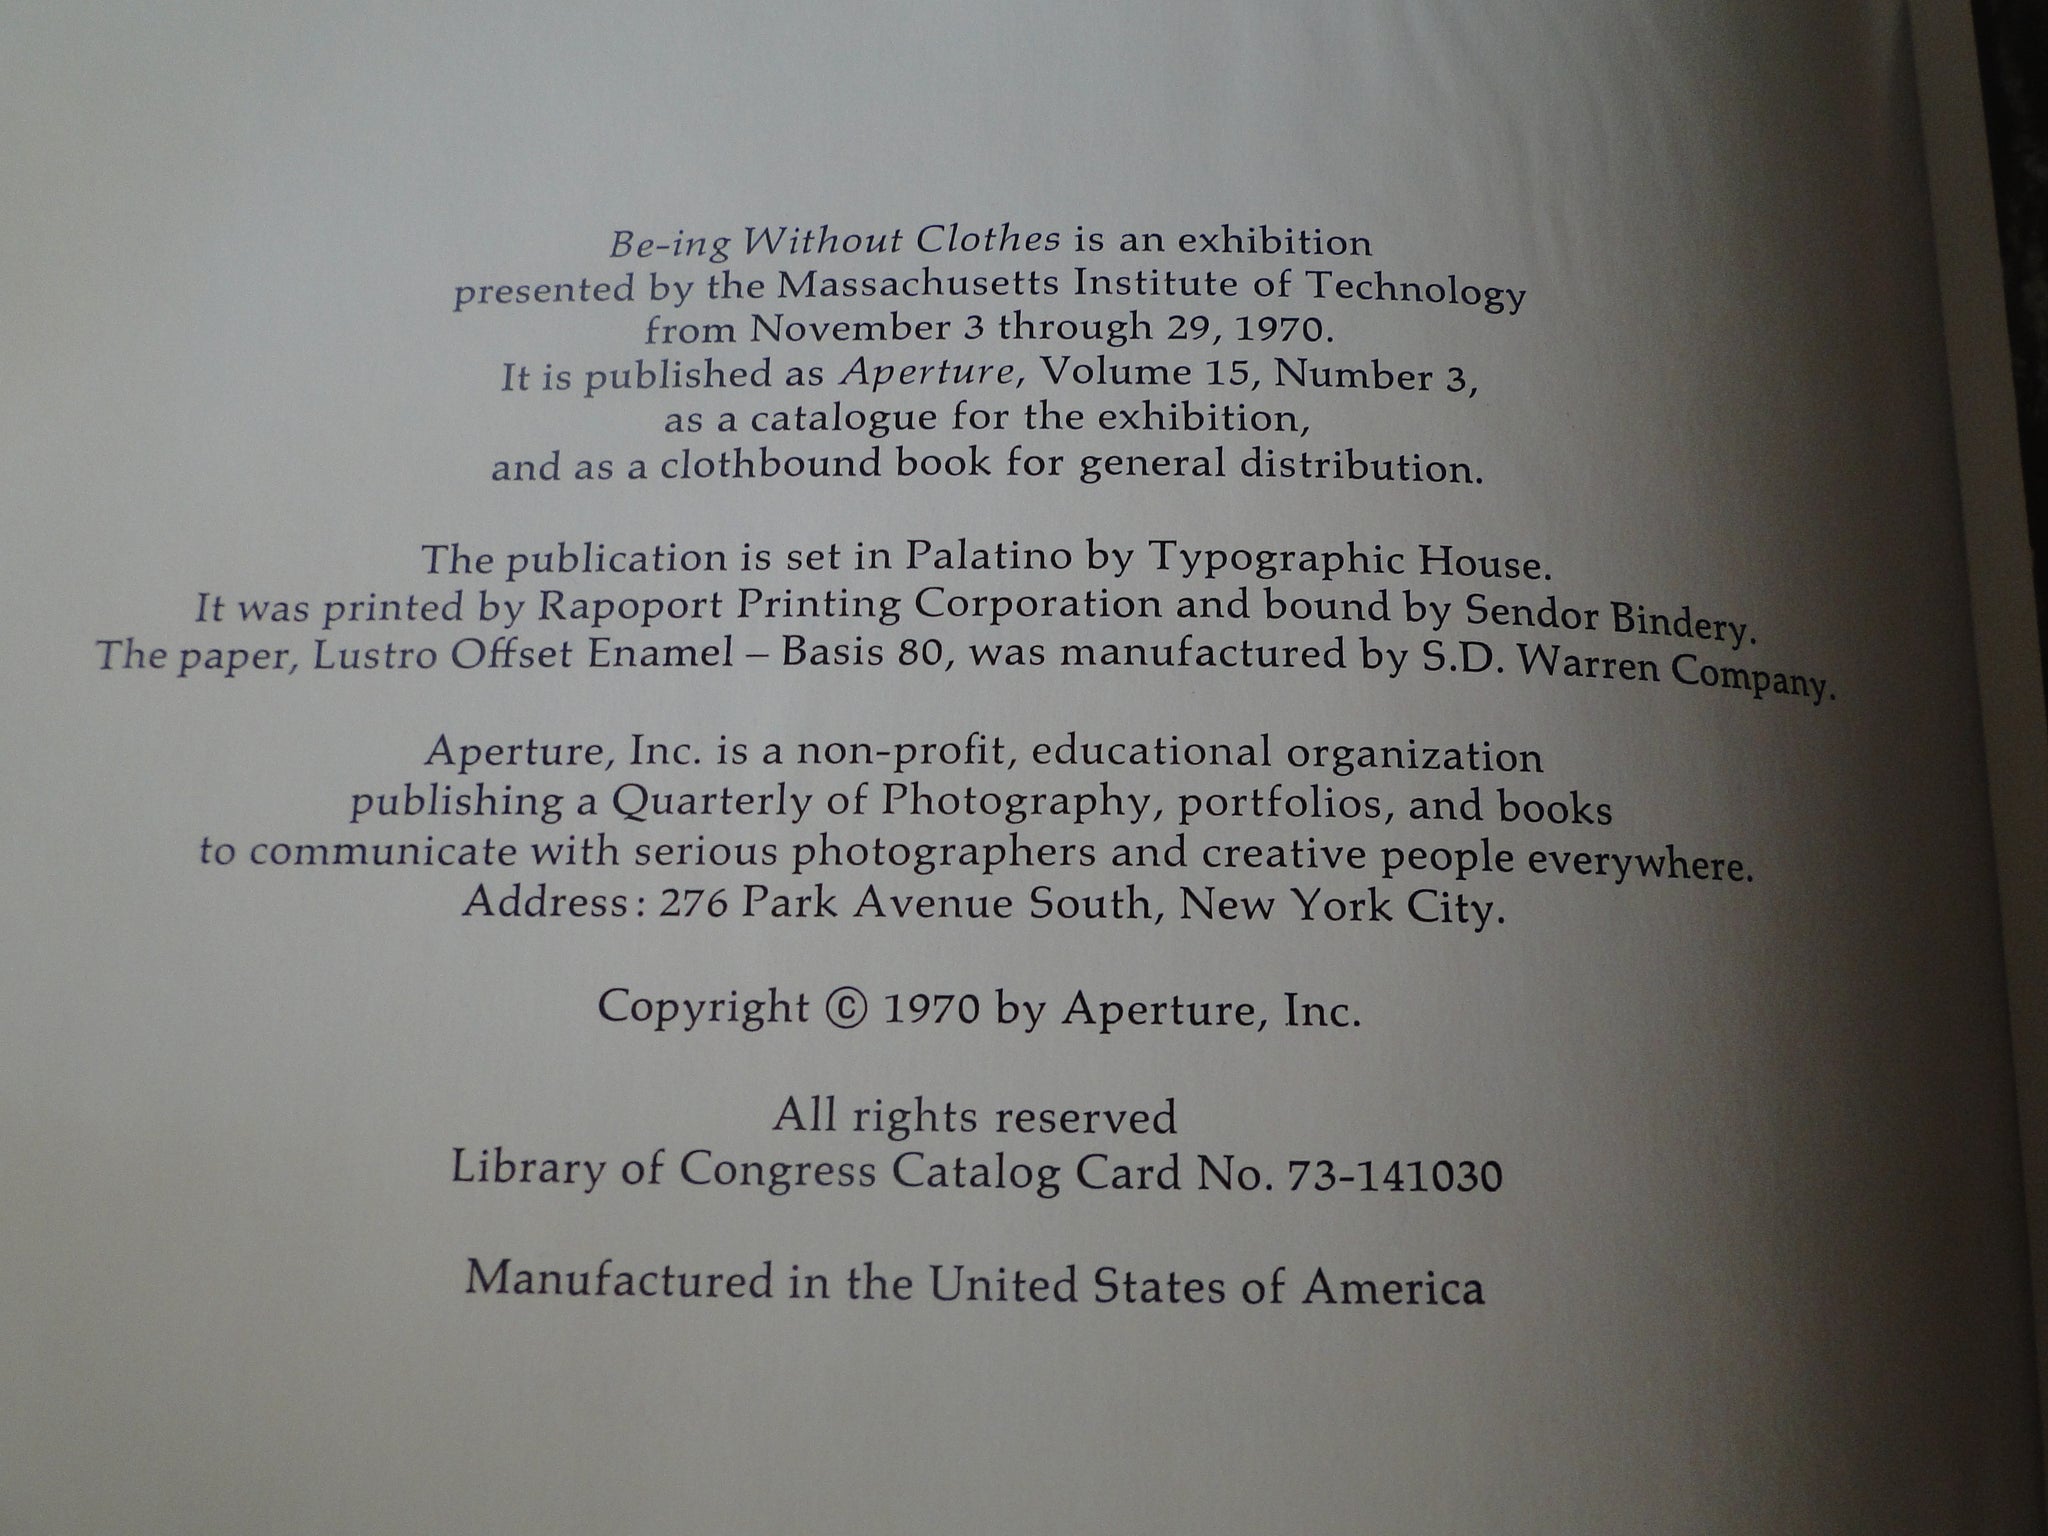 Be-ing Without Clothes is an exhibition
presented by the Massachusetts Institute of Technology
from November 3 through 29, 1970.
It is published as Aperture, Volume 15, Number 3,
as a catalogue for the exhibition,
and as a clothbound book for general distribution.
The publication is set in Palatino by Typographic House.
It was printed by Rapoport Printing Corporation and bound by Sendor Bindery.
The paper, Lustro Offset Enamel – Basis 80, was manufactured by S.D. Warren Company.
Aperture, Inc. is a non-profit, educational organization
publishing a Quarterly of Photography, portfolios, and books
to communicate with serious photographers and creative people everywhere.
Address: 276 Park Avenue South, New York City.
Copyright © 1970 by Aperture, Inc.
All rights reserved
Library of Congress Catalog Card No. 73-141030
Manufactured in the United States of America